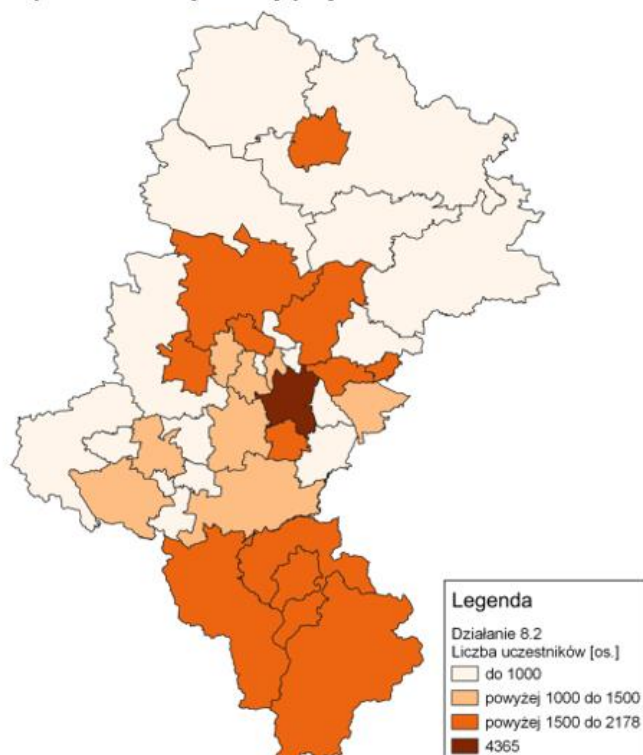 Legenda
Działanie 8.2
Liczba uczestników [os.]
do 1000
powyżej 1000 do 1500
powyżej 1500 do 2178
4365